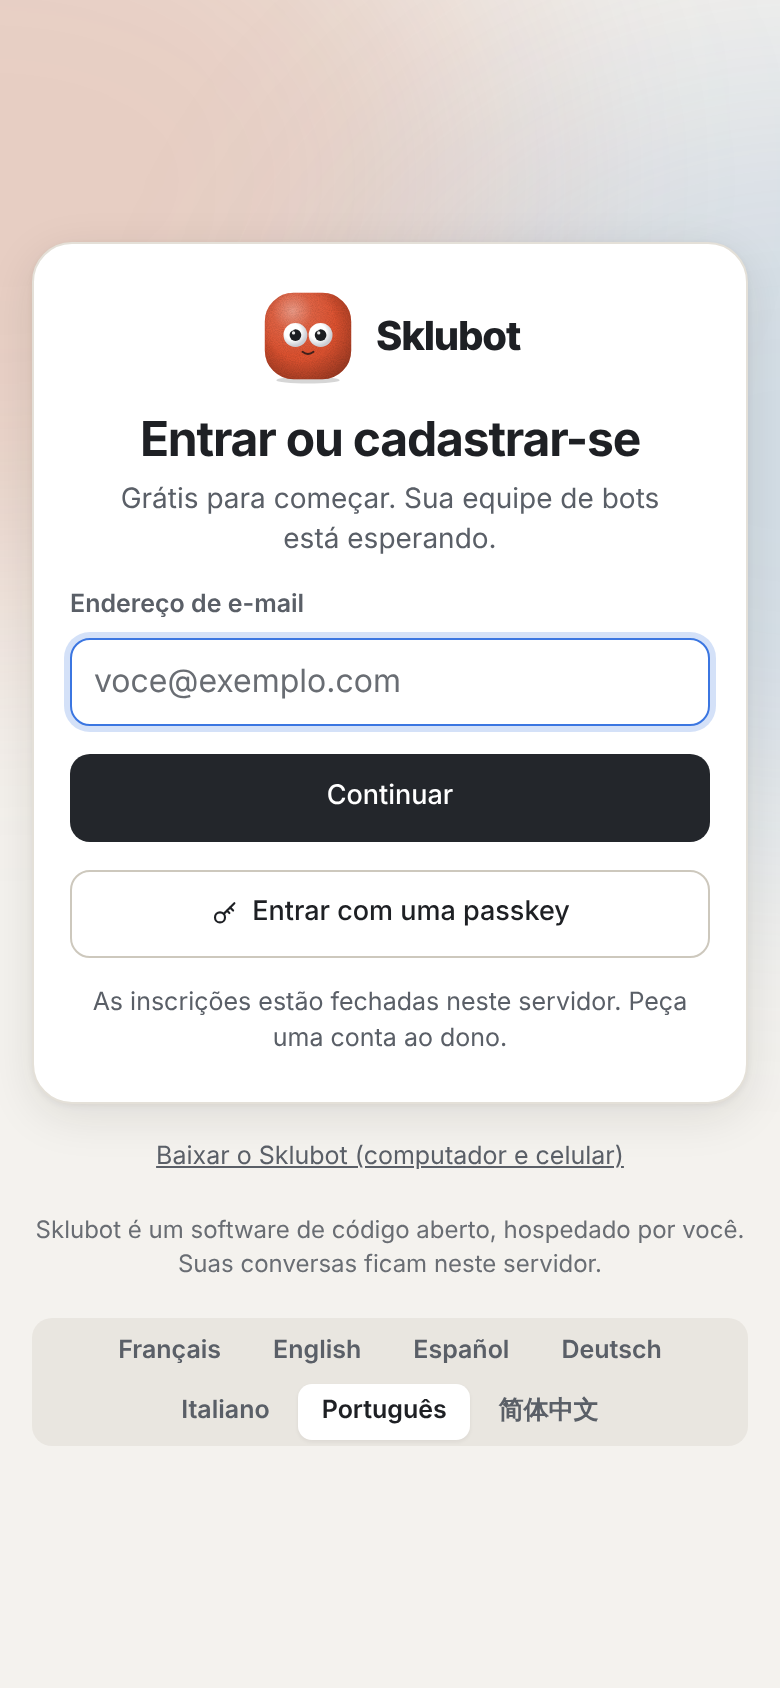 Sklubot
Entrar ou cadastrar-se
Grátis para começar. Sua equipe de bots
está esperando.
Endereço de e-mail
voce@exemplo.com
Continuar
Entrar com uma passkey
As inscrições estão fechadas neste servidor. Peça
uma conta ao dono.
Baixar o Sklubot (computador e celular)
Sklubot é um software de código aberto, hospedado por você.
Suas conversas ficam neste servidor.
Français English Español Deutsch
Italiano Português 简体中文